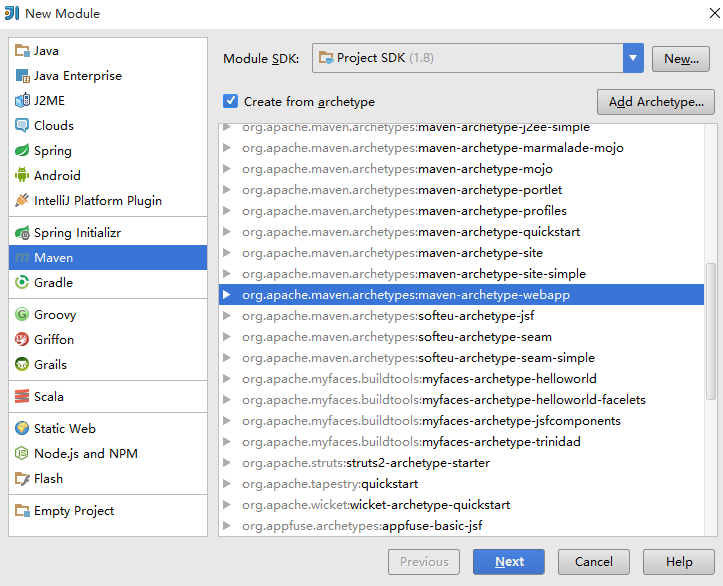 New Module
Java
Java Enterprise
J2ME
Clouds
Spring
Android
IntelliJ Platform Plugin
Spring Initializr
Maven
Gradle
Groovy
Griffon
Grails
Scala
Static Web
Node.js and NPM
Flash
Empty Project
Module SDK: Project SDK (1.8) New...
Create from archetype Add Archetype...
org.apache.maven.archetypes:maven-archetype-j2ee-simple
org.apache.maven.archetypes:maven-archetype-marmalade-mojo
org.apache.maven.archetypes:maven-archetype-mojo
org.apache.maven.archetypes:maven-archetype-portlet
org.apache.maven.archetypes:maven-archetype-profiles
org.apache.maven.archetypes:maven-archetype-quickstart
org.apache.maven.archetypes:maven-archetype-site
org.apache.maven.archetypes:maven-archetype-site-simple
org.apache.maven.archetypes:maven-archetype-webapp
org.apache.maven.archetypes:softeu-archetype-jsf
org.apache.maven.archetypes:softeu-archetype-seam
org.apache.maven.archetypes:softeu-archetype-seam-simple
org.apache.myfaces.buildtools:myfaces-archetype-helloworld
org.apache.myfaces.buildtools:myfaces-archetype-helloworld-facelets
org.apache.myfaces.buildtools:myfaces-archetype-jsfcomponents
org.apache.myfaces.buildtools:myfaces-archetype-trinidad
org.apache.struts:struts2-archetype-starter
org.apache.tapestry:quickstart
org.apache.wicket:wicket-archetype-quickstart
org.appfuse.archetypes:appfuse-basic-jsf
Previous Next Cancel Help